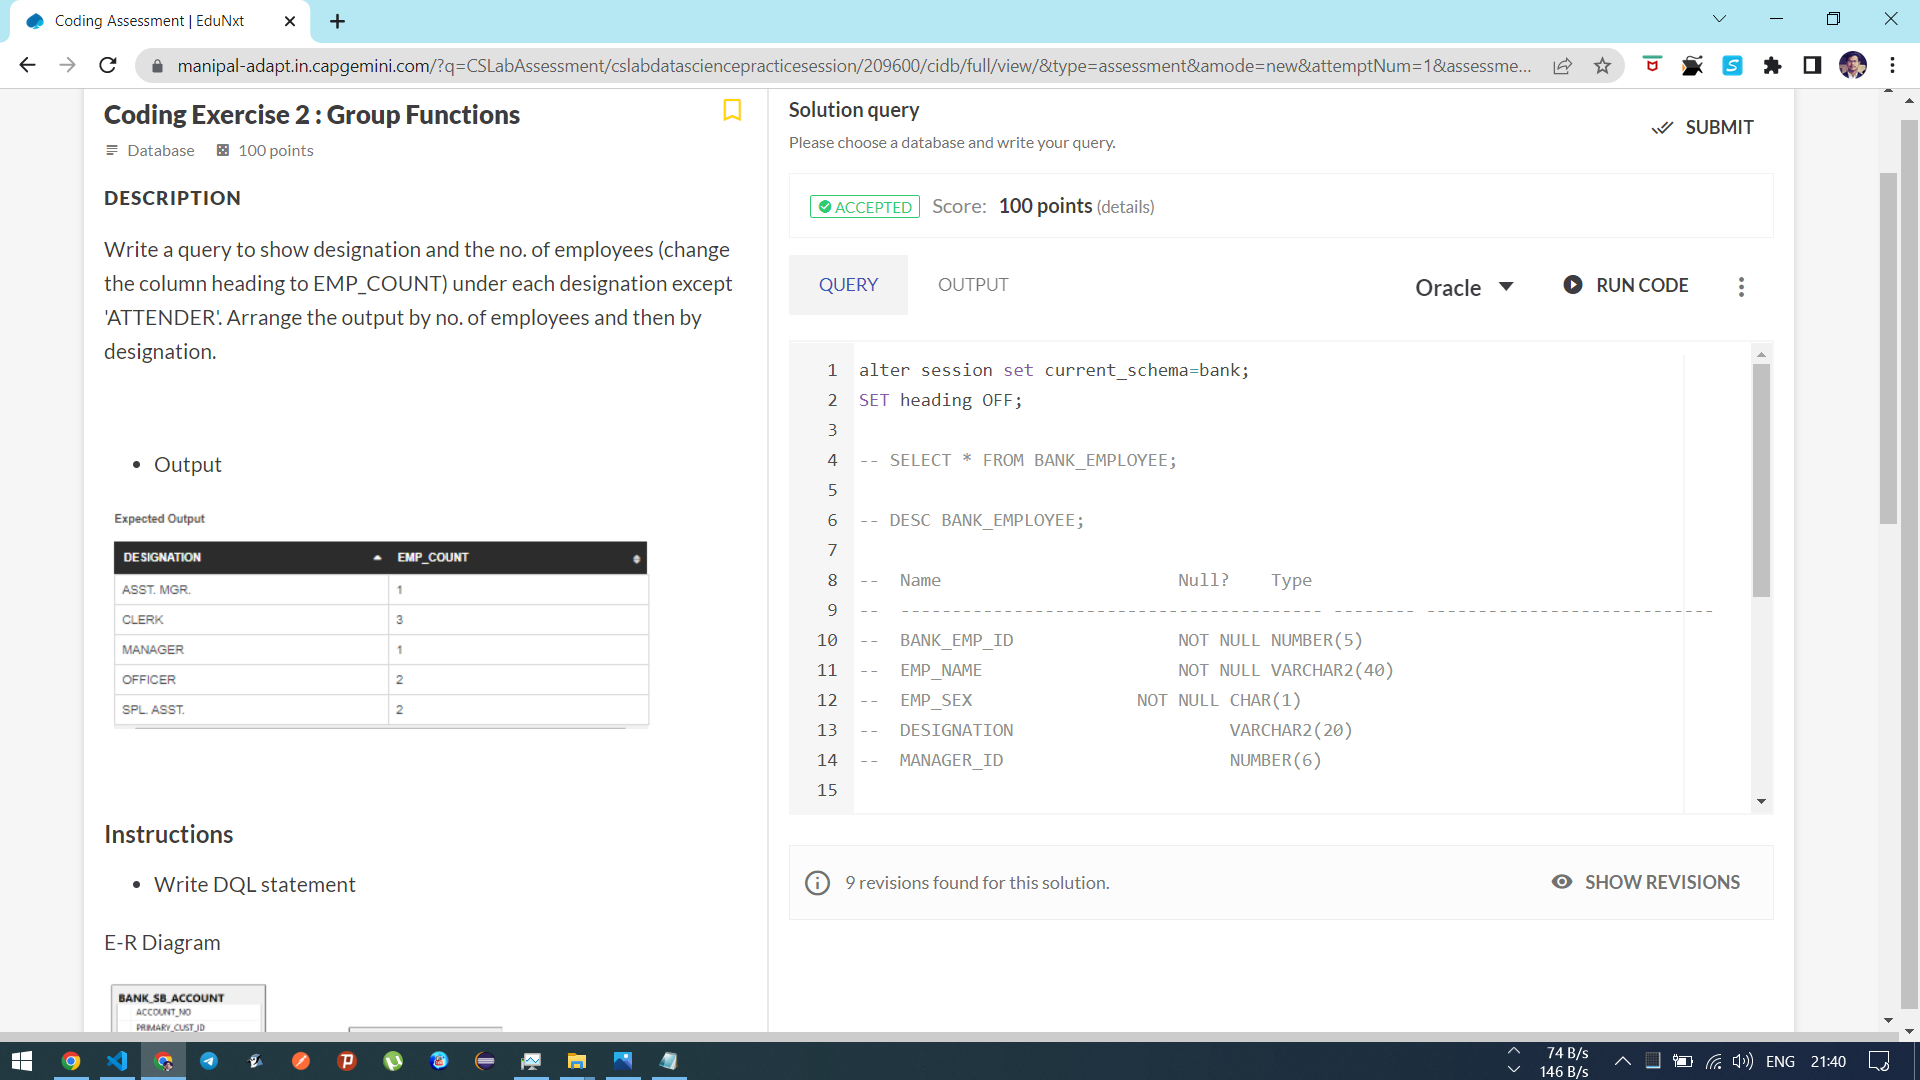 Coding Assessment | EduNxt
manipal-adapt.in.capgemini.com/?q=CSLabAssessment/cslabdatasciencepracticesession/209600/cidb/full/view/&type=assessment&amode=new&attemptNum=1&assessme...
Coding Exercise 2 : Group Functions
Database 100 points
DESCRIPTION
Write a query to show designation and the no. of employees (change
the column heading to EMP_COUNT) under each designation except
'ATTENDER'. Arrange the output by no. of employees and then by
designation.
Output
Expected Output
DESIGNATION EMP_COUNT
ASST. MGR. 1
CLERK 3
MANAGER 1
OFFICER 2
SPL. ASST. 2
Instructions
Write DQL statement
E-R Diagram
BANK_SB_ACCOUNT
ACCOUNT_NO
PRIMARY_CUST_ID
Solution query
Please choose a database and write your query.
SUBMIT
ACCEPTED Score: 100 points (details)
QUERY OUTPUT Oracle RUN CODE
1 alter session set current_schema=bank;
2 SET heading OFF;
3
4 -- SELECT * FROM BANK_EMPLOYEE;
5
6 -- DESC BANK_EMPLOYEE;
7
8 -- Name Null? Type
9 -- ----------------------------------------- -------- ----------------------------
10 -- BANK_EMP_ID NOT NULL NUMBER(5)
11 -- EMP_NAME NOT NULL VARCHAR2(40)
12 -- EMP_SEX NOT NULL CHAR(1)
13 -- DESIGNATION VARCHAR2(20)
14 -- MANAGER_ID NUMBER(6)
15
9 revisions found for this solution. SHOW REVISIONS
74 B/s
146 B/s
ENG 21:40